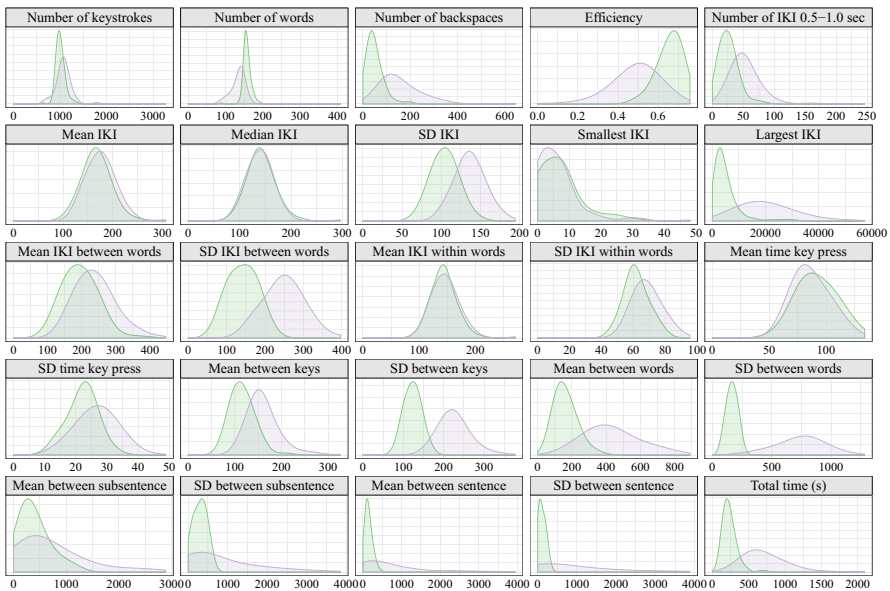 Number of keystrokes Number of words Number of backspaces Efficiency Number of IKI 0.5−1.0 sec
0 1000 2000 3000 0 100 200 300 400 0 200 400 600 0.0 0.2 0.4 0.6 0 50 100 150 200 250
Mean IKI Median IKI SD IKI Smallest IKI Largest IKI
0 100 200 300 0 100 200 300 0 50 100 150 200 0 10 20 30 40 50 0 20000 40000 60000
Mean IKI between words SD IKI between words Mean IKI within words SD IKI within words Mean time key press
0 100 200 300 400 0 100 200 300 400 0 100 200 0 20 40 60 80 100 50 100
SD time key press Mean between keys SD between keys Mean between words SD between words
0 10 20 30 40 50 0 100 200 300 0 100 200 300 0 200 400 600 800 0 500 1000
Mean between subsentence SD between subsentence Mean between sentence SD between sentence Total time (s)
0 1000 2000 3000 0 1000 2000 3000 4000 0 1000 2000 3000 4000 0 1000 2000 3000 4000 500 1000 1500 2000